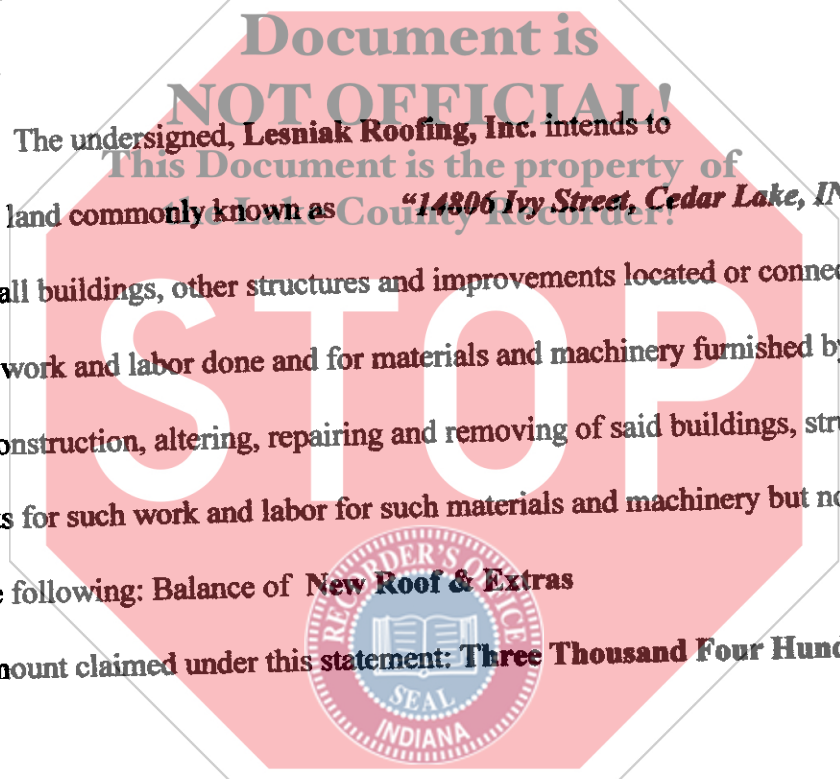 Document is
NOT OFFICIAL!
The undersigned, Lesniak Roofing, Inc. intends to
This Document is the property of
land commonly known as "14806 Ivy Street, Cedar Lake, IN
the Lake County Recorder!
all buildings, other structures and improvements located or connec
work and labor done and for materials and machinery furnished by
onstruction, altering, repairing and removing of said buildings, stru
s for such work and labor for such materials and machinery but no
e following: Balance of New Roof & Extras
mount claimed under this statement: Three Thousand Four Hund
STOP
RECORDER'S OFFICE
SEAL
INDIANA